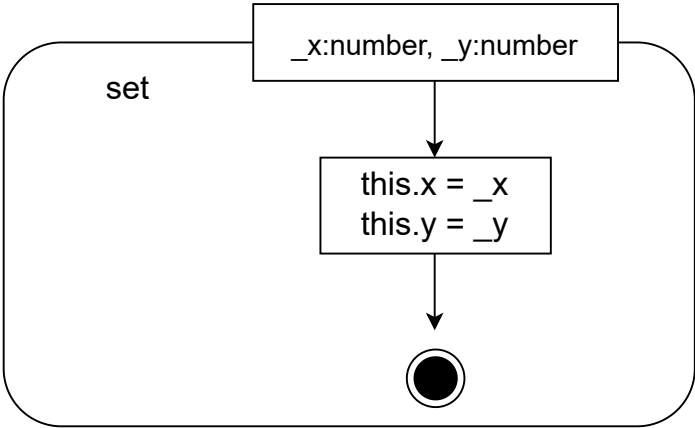 _x:number, _y:number
set
this.x = _x
this.y = _y